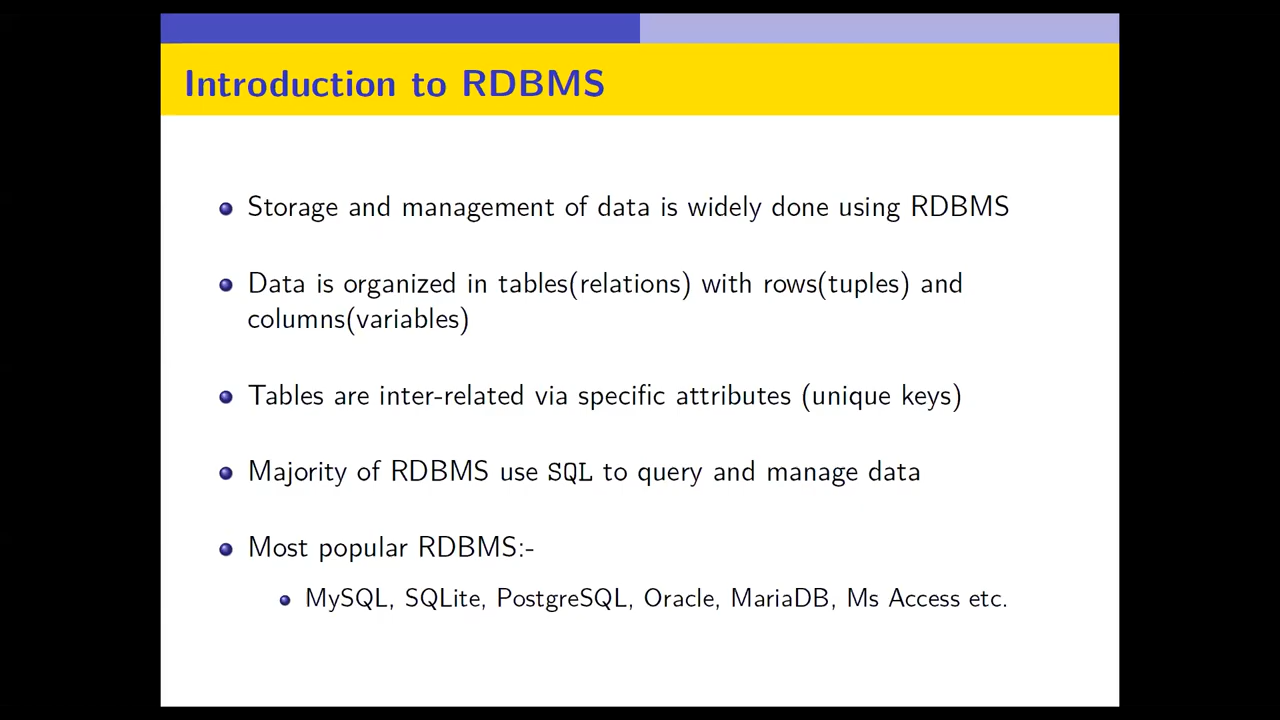 Introduction to RDBMS
Storage and management of data is widely done using RDBMS
Data is organized in tables(relations) with rows(tuples) and
columns(variables)
Tables are inter-related via specific attributes (unique keys)
Majority of RDBMS use SQL to query and manage data
Most popular RDBMS:-
MySQL, SQLite, PostgreSQL, Oracle, MariaDB, Ms Access etc.